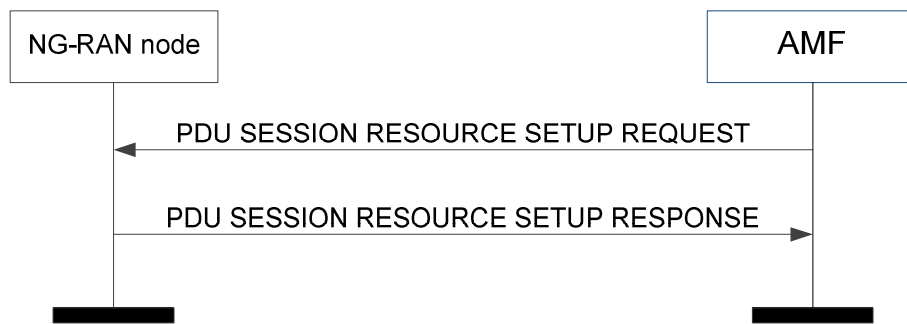 NG-RAN node
AMF
PDU SESSION RESOURCE SETUP REQUEST
PDU SESSION RESOURCE SETUP RESPONSE